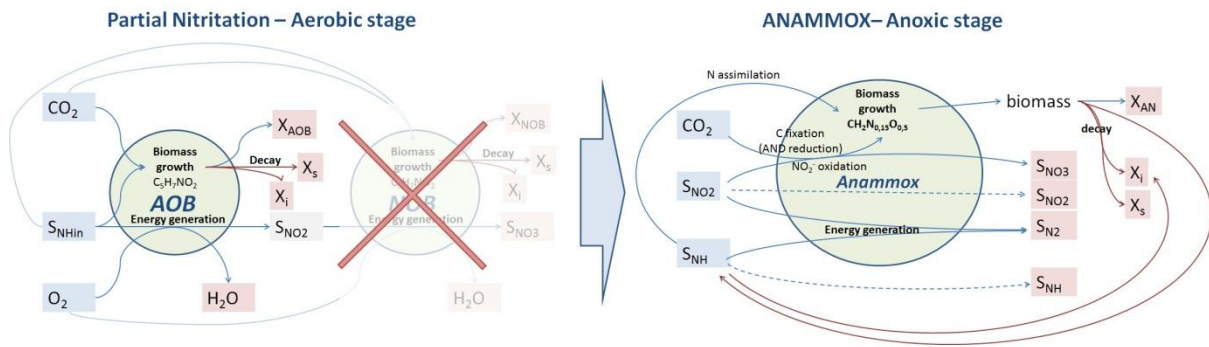 Partial Nitritation – Aerobic stage
CO₂
Biomass
growth
C₅H₇NO₂
AOB
Energy generation
Decay
X_AOB
X_s
X_i
S_NHin
S_NO2
O₂
H₂O
Biomass
growth
NOB
Energy generation
Decay
X_NOB
X_s
X_i
S_NO3
H₂O
ANAMMOX– Anoxic stage
N assimilation
Biomass
growth
CH₂N₀,₁₅O₀,₅
biomass
X_AN
decay
CO₂
C fixation
(AND reduction)
NO₂⁻ oxidation
Anammox
S_NO3
X_i
S_NO2
S_NO2
X_s
Energy generation
S_N2
S_NH
S_NH